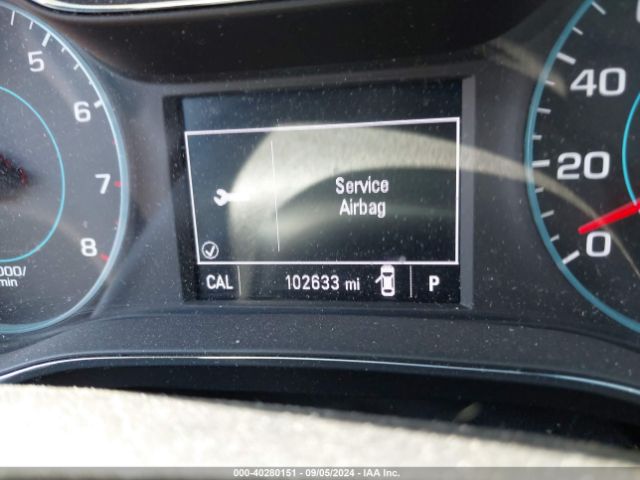 5
6
7
8
000/
min
Service
Airbag
CAL
102633 mi
P
40
20
0
000-40280151 - 09/05/2024 - IAA Inc.